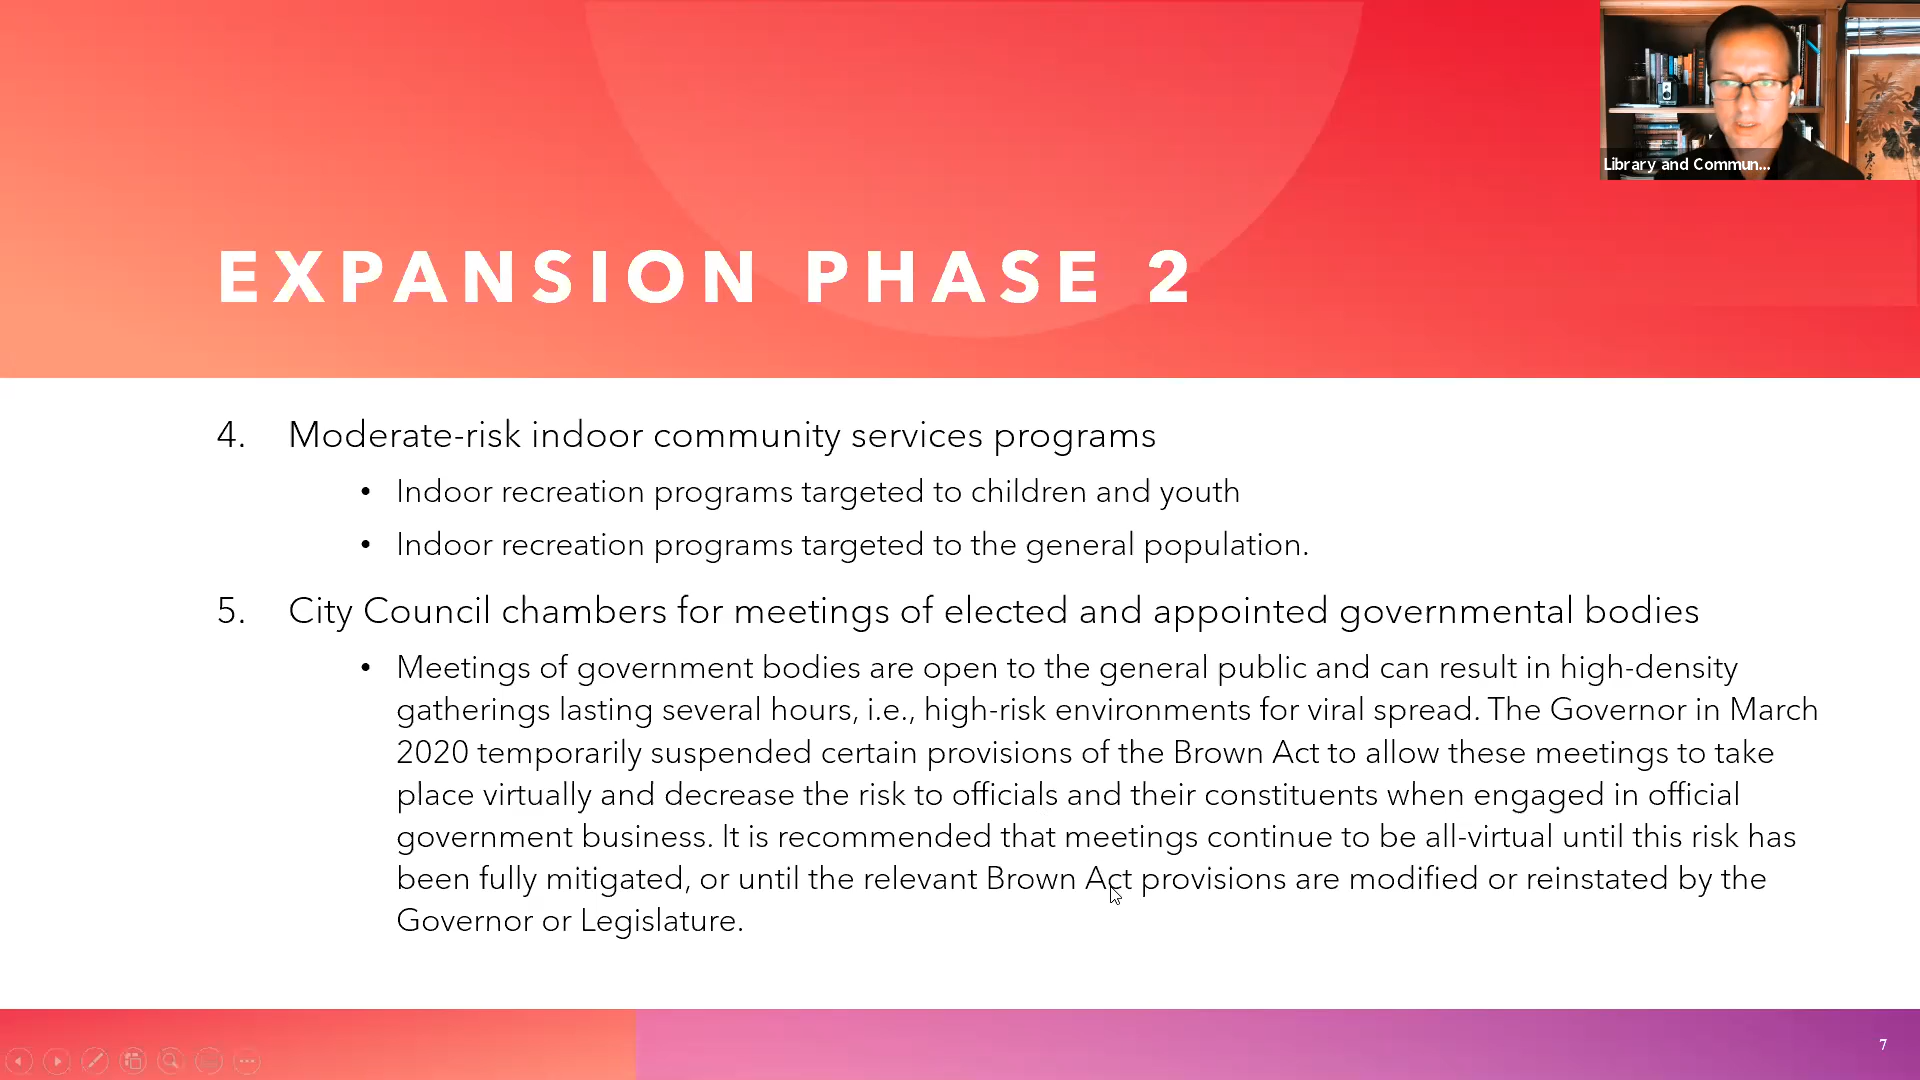 Library and Commun...
EXPANSION PHASE 2
4. Moderate-risk indoor community services programs
• Indoor recreation programs targeted to children and youth
• Indoor recreation programs targeted to the general population.
5. City Council chambers for meetings of elected and appointed governmental bodies
• Meetings of government bodies are open to the general public and can result in high-density
gatherings lasting several hours, i.e., high-risk environments for viral spread. The Governor in March
2020 temporarily suspended certain provisions of the Brown Act to allow these meetings to take
place virtually and decrease the risk to officials and their constituents when engaged in official
government business. It is recommended that meetings continue to be all-virtual until this risk has
been fully mitigated, or until the relevant Brown Act provisions are modified or reinstated by the
Governor or Legislature.
7